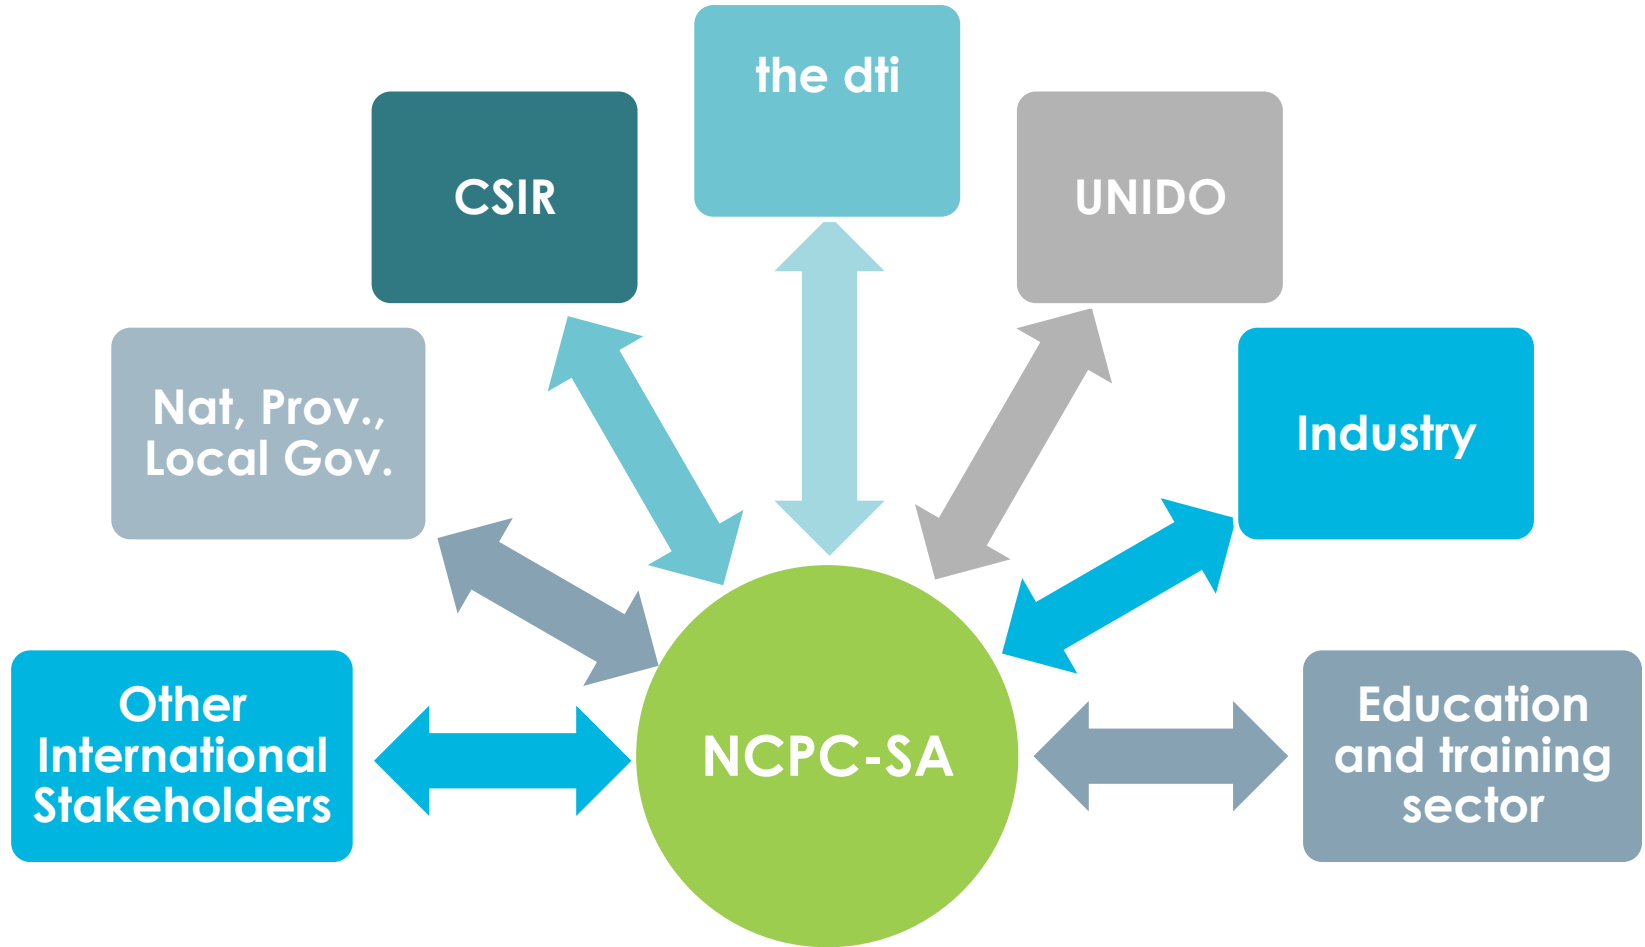 the dti
CSIR
UNIDO
Nat, Prov.,
Local Gov.
Industry
Other
International
Stakeholders
NCPC-SA
Education
and training
sector